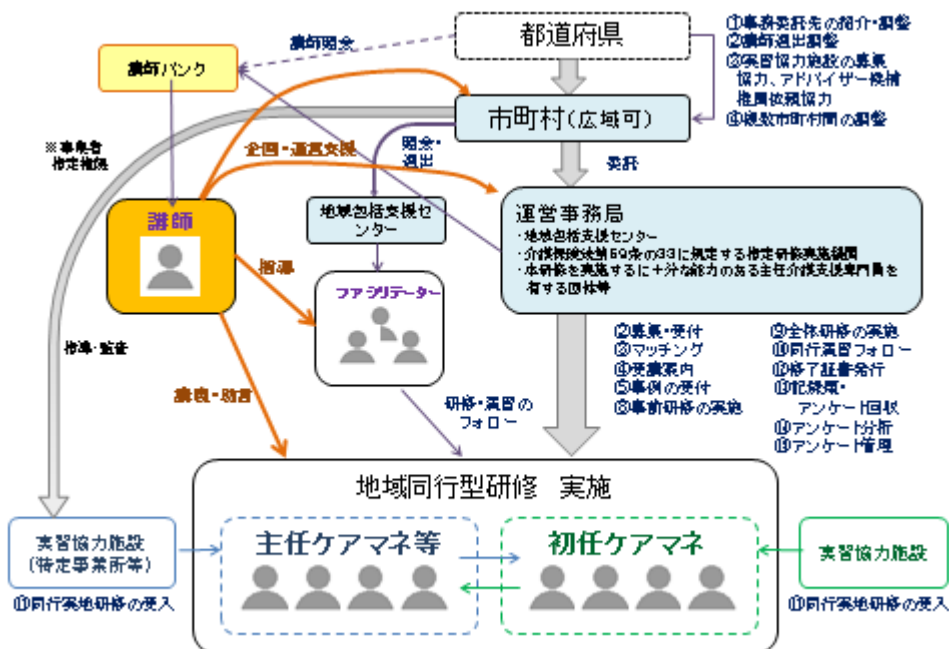 都道府県
①事務委託先の紹介・調整
②講師選出調整
③実習協力施設の募集
協力、アドバイザー候補
推薦依頼協力
④複数市町村間の調整
講師照会
講師バンク
市町村(広域可)
※事業者
指定権限
企画・運営支援
照会・
選出
委託
講師
地域包括支援セ
ンター
運営事務局
・地域包括支援センター
・介護保険法第69条の33に規定する指定研修実施機関
・本研修を実施するに十分な能力のある主任介護支援専門員を
有する団体等
指導
ファシリテーター
指導・監査
講義・助言
研修・演習の
フォロー
②募集・受付
③マッチング
④受講案内
⑤事例の受付
⑧事前研修の実施
⑨全体研修の実施
⑩同行演習フォロー
⑫修了証書発行
⑬記録類・
アンケート回収
⑭アンケート分析
アンケート管理
地域同行型研修 実施
実習協力施設
(特定事業所等)
主任ケアマネ等
初任ケアマネ
実習協力施設
⑪同行実地研修の受入
⑪同行実地研修の受入